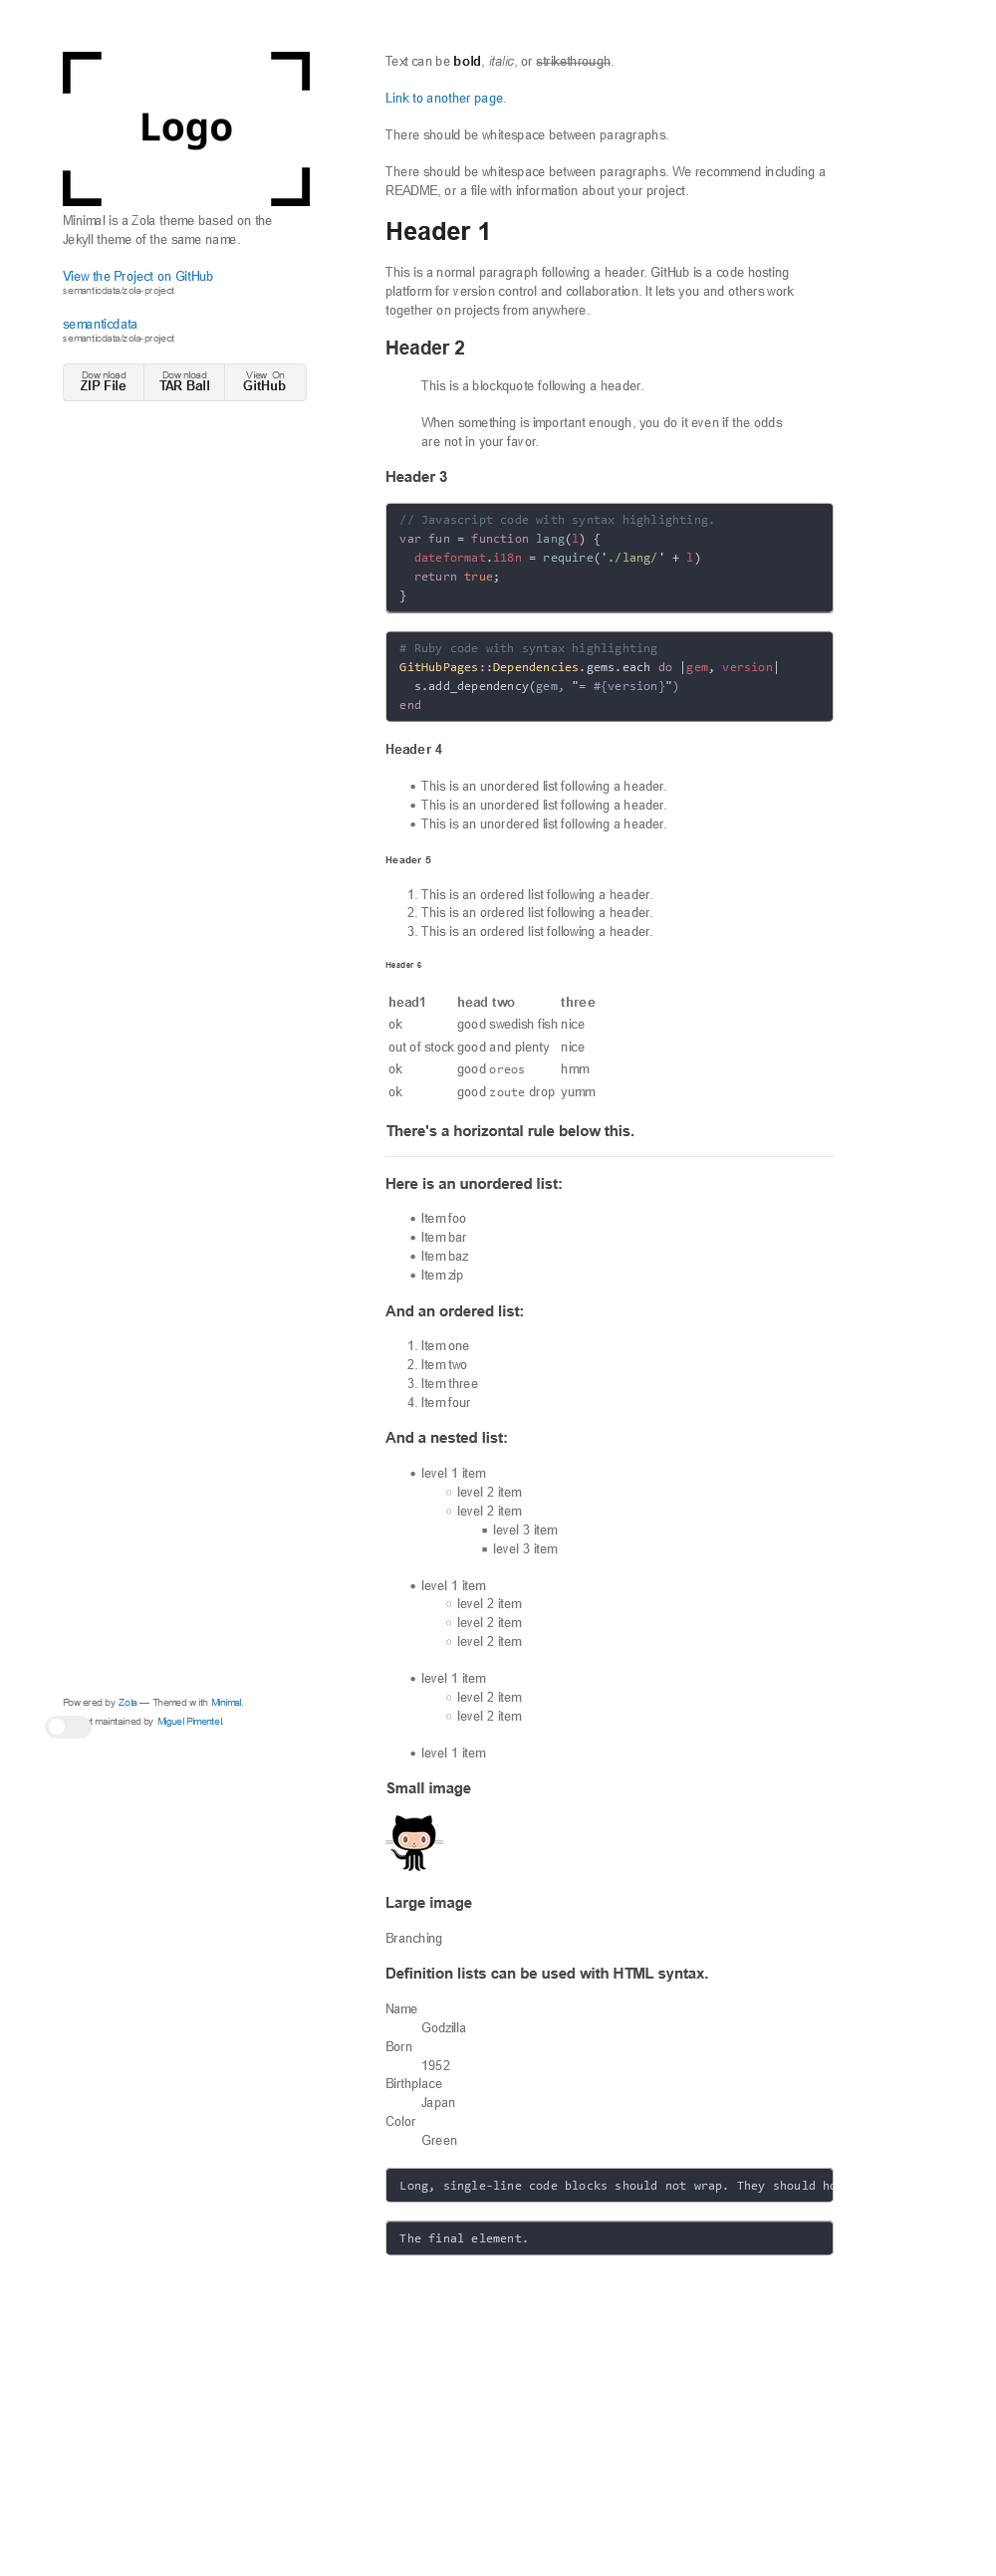 Logo
Minimal is a Zola theme based on the
Jekyll theme of the same name.
View the Project on GitHub
semanticdata/zola-project
semanticdata
semanticdata/zola-project
Download
ZIP File
Download
TAR Ball
View On
GitHub
Text can be bold, italic, or strikethrough.
Link to another page.
There should be whitespace between paragraphs.
There should be whitespace between paragraphs. We recommend including a
README, or a file with information about your project.
Header 1
This is a normal paragraph following a header. GitHub is a code hosting
platform for version control and collaboration. It lets you and others work
together on projects from anywhere.
Header 2
This is a blockquote following a header.
When something is important enough, you do it even if the odds
are not in your favor.
Header 3
// Javascript code with syntax highlighting.
var fun = function lang(l) {
  dateformat.i18n = require('./lang/' + l)
  return true;
}
# Ruby code with syntax highlighting
GitHubPages::Dependencies.gems.each do |gem, version|
  s.add_dependency(gem, "= #{version}")
end
Header 4
• This is an unordered list following a header.
• This is an unordered list following a header.
• This is an unordered list following a header.
Header 5
1. This is an ordered list following a header.
2. This is an ordered list following a header.
3. This is an ordered list following a header.
Header 6
head1 head two three
ok good swedish fish nice
out of stock good and plenty nice
ok good oreos hmm
ok good zoute drop yumm
There's a horizontal rule below this.
Here is an unordered list:
• Item foo
• Item bar
• Item baz
• Item zip
And an ordered list:
1. Item one
2. Item two
3. Item three
4. Item four
And a nested list:
• level 1 item
◦ level 2 item
◦ level 2 item
▪ level 3 item
▪ level 3 item
• level 1 item
◦ level 2 item
◦ level 2 item
◦ level 2 item
• level 1 item
◦ level 2 item
◦ level 2 item
• level 1 item
Small image
Large image
Branching
Definition lists can be used with HTML syntax.
Name
Godzilla
Born
1952
Birthplace
Japan
Color
Green
Long, single-line code blocks should not wrap. They should
The final element.
Powered by Zola — Themed with Minimal.
maintained by Miguel Pimentel.